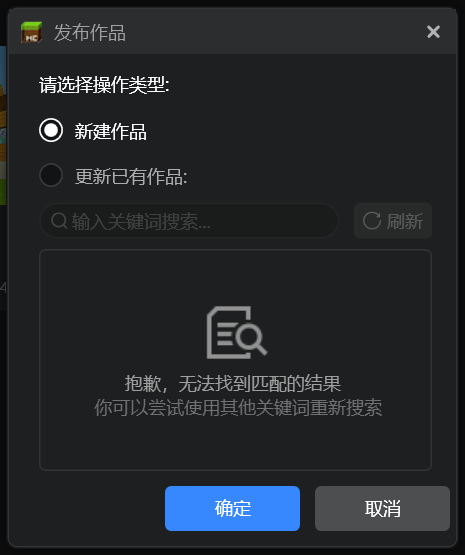 发布作品
请选择操作类型:
新建作品
更新已有作品:
输入关键词搜索...
刷新
抱歉，无法找到匹配的结果
你可以尝试使用其他关键词重新搜索
确定
取消